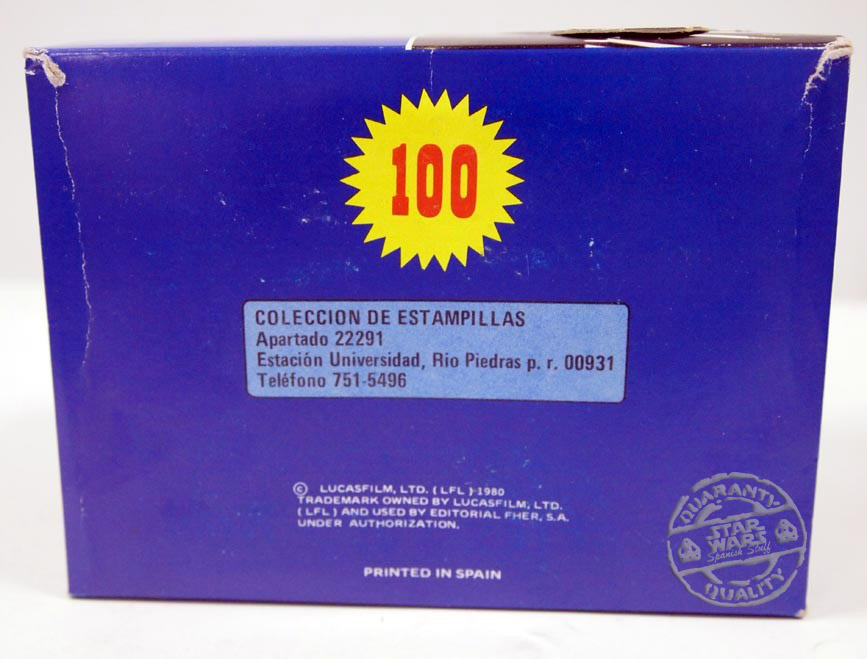 100
COLECCION DE ESTAMPILLAS
Apartado 22291
Estación Universidad, Río Piedras p. r. 00931
Teléfono 751-5496
© LUCASFILM, LTD. (LFL) 1980
TRADEMARK OWNED BY LUCASFILM, LTD.
(LFL) AND USED BY EDITORIAL FHER, S.A.
UNDER AUTHORIZATION.
PRINTED IN SPAIN
QUARANTY
STAR
WARS
Spanish Stuff
QUALITY